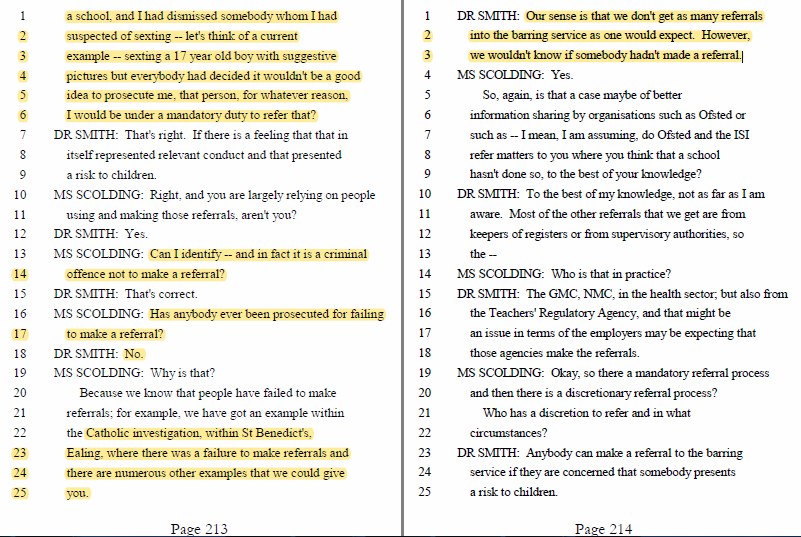 1 a school, and I had dismissed somebody whom I had
2 suspected of sexting -- let's think of a current
3 example -- sexting a 17 year old boy with suggestive
4 pictures but everybody had decided it wouldn't be a good
5 idea to prosecute me, that person, for whatever reason,
6 I would be under a mandatory duty to refer that?
7 DR SMITH: That's right. If there is a feeling that that in
8 itself represented relevant conduct and that presented
9 a risk to children.
10 MS SCOLDING: Right, and you are largely relying on people
11 using and making those referrals, aren't you?
12 DR SMITH: Yes.
13 MS SCOLDING: Can I identify -- and in fact it is a criminal
14 offence not to make a referral?
15 DR SMITH: That's correct.
16 MS SCOLDING: Has anybody ever been prosecuted for failing
17 to make a referral?
18 DR SMITH: No.
19 MS SCOLDING: Why is that?
20 Because we know that people have failed to make
21 referrals; for example, we have got an example within
22 the Catholic investigation, within St Benedict's,
23 Ealing, where there was a failure to make referrals and
24 there are numerous other examples that we could give
25 you.
Page 213
1 DR SMITH: Our sense is that we don't get as many referrals
2 into the barring service as one would expect. However,
3 we wouldn't know if somebody hadn't made a referral.
4 MS SCOLDING: Yes.
5 So, again, is that a case maybe of better
6 information sharing by organisations such as Ofsted or
7 such as -- I mean, I am assuming, do Ofsted and the ISI
8 refer matters to you where you think that a school
9 hasn't done so, to the best of your knowledge?
10 DR SMITH: To the best of my knowledge, not as far as I am
11 aware. Most of the other referrals that we get are from
12 keepers of registers or from supervisory authorities, so
13 the --
14 MS SCOLDING: Who is that in practice?
15 DR SMITH: The GMC, NMC, in the health sector; but also from
16 the Teachers' Regulatory Agency, and that might be
17 an issue in terms of the employers may be expecting that
18 those agencies make the referrals.
19 MS SCOLDING: Okay, so there a mandatory referral process
20 and then there is a discretionary referral process?
21 Who has a discretion to refer and in what
22 circumstances?
23 DR SMITH: Anybody can make a referral to the barring
24 service if they are concerned that somebody presents
25 a risk to children.
Page 214